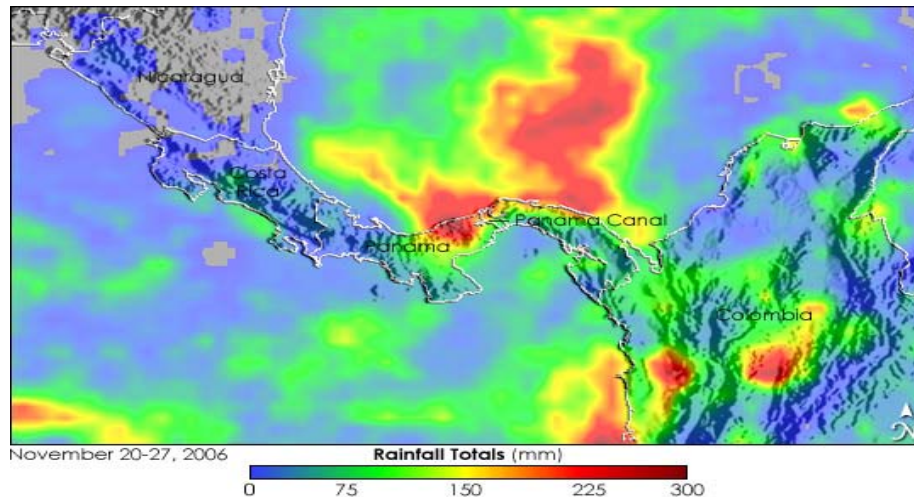 Nicaragua
Costa
Rica
Panama
Panama Canal
Colombia
N
November 20-27, 2006
Rainfall Totals (mm)
0 75 150 225 300